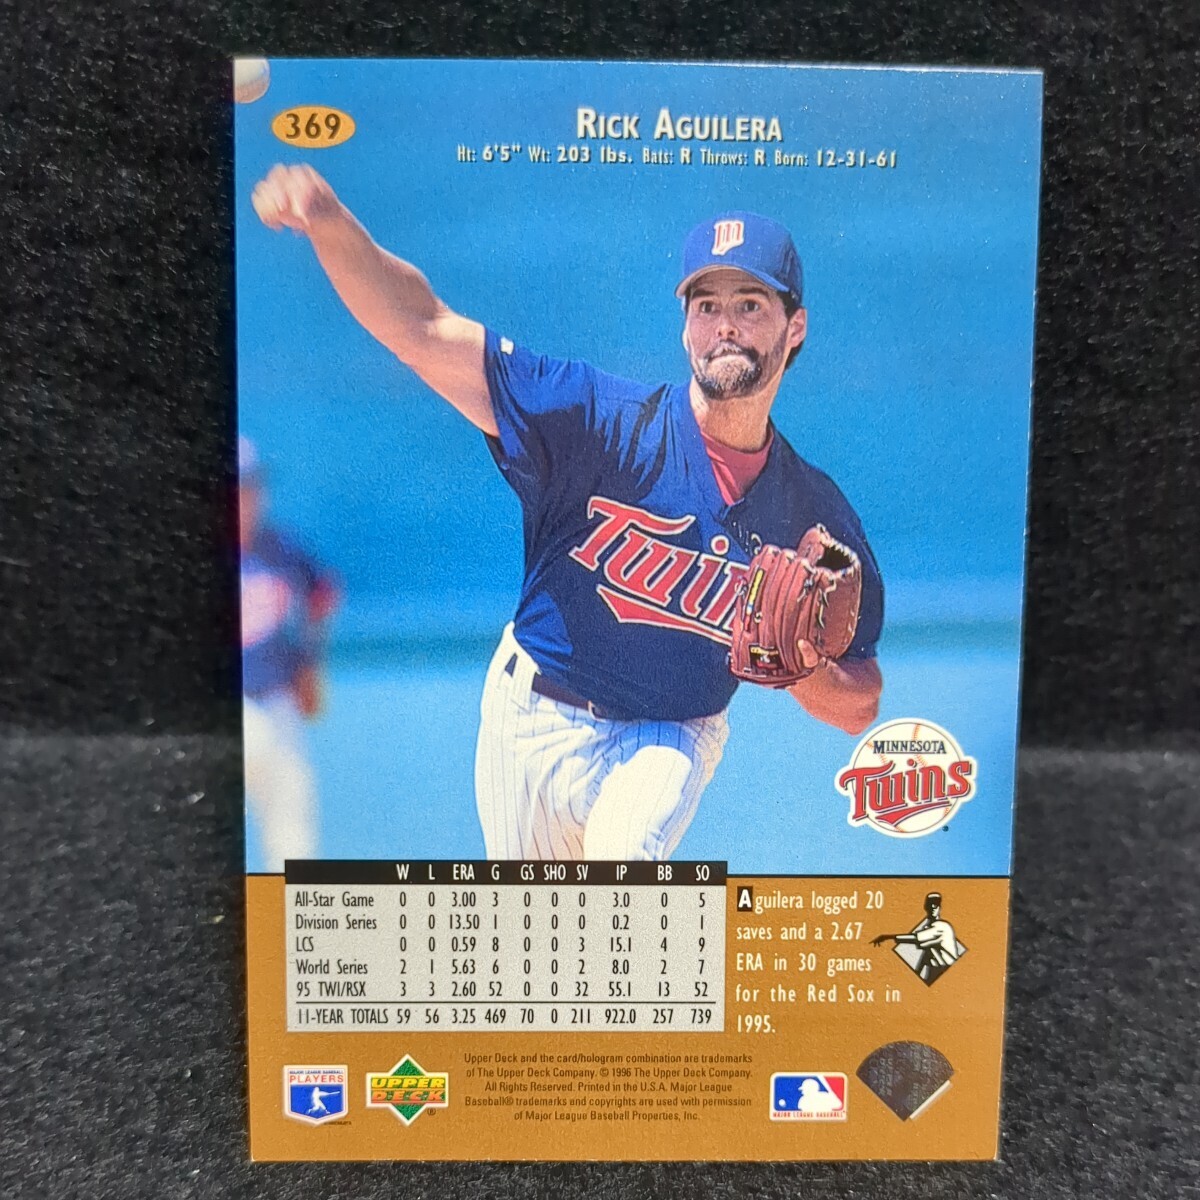 369
RICK AGUILERA
Ht: 6'5" Wt: 203 lbs. Bats: R Throws: R Born: 12-31-61
Twins
MINNESOTA
Twins
W L ERA G GS SHO SV IP BB SO
All-Star Game 0 0 3.00 3 0 0 0 3.0 0 5
Division Series 0 0 13.50 1 0 0 0 0.2 0 1
LCS 0 0 0.59 8 0 0 3 15.1 4 9
World Series 2 1 5.63 6 0 0 2 8.0 2 7
95 TWI/RSX 3 3 2.60 52 0 0 32 55.1 13 52
11-YEAR TOTALS 59 56 3.25 469 70 0 211 922.0 257 739
Aguilera logged 20
saves and a 2.67
ERA in 30 games
for the Red Sox in
1995.
MAJOR LEAGUE BASEBALL
PLAYERS
UPPER
DECK®
Upper Deck and the card/hologram combination are trademarks
of The Upper Deck Company. © 1996 The Upper Deck Company.
All Rights Reserved. Printed in the U.S.A. Major League
Baseball® trademarks and copyrights are used with permission
of Major League Baseball Properties, Inc.
MAJOR LEAGUE BASEBALL